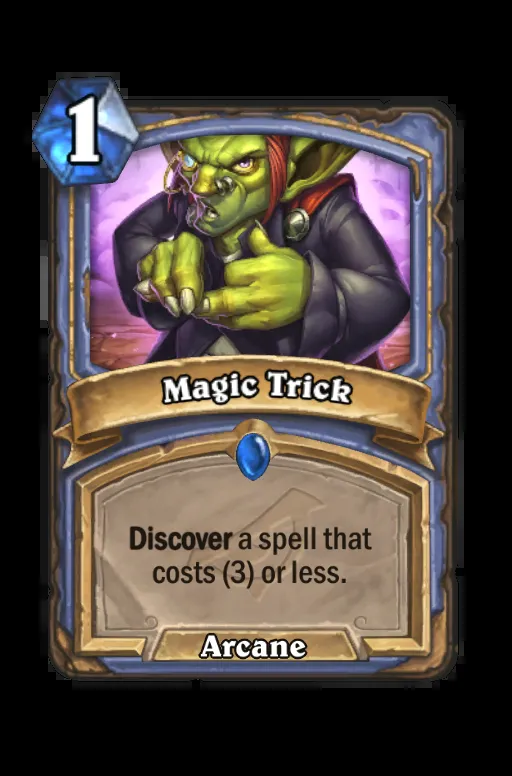 1
Magic Trick
Discover a spell that
costs (3) or less.
Arcane